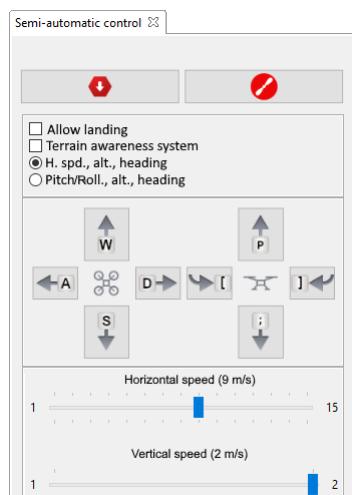 Semi-automatic control
Allow landing
Terrain awareness system
H. spd., alt., heading
Pitch/Roll., alt., heading
W P
A D [ ]
S ;
Horizontal speed (9 m/s)
1 15
Vertical speed (2 m/s)
1 2